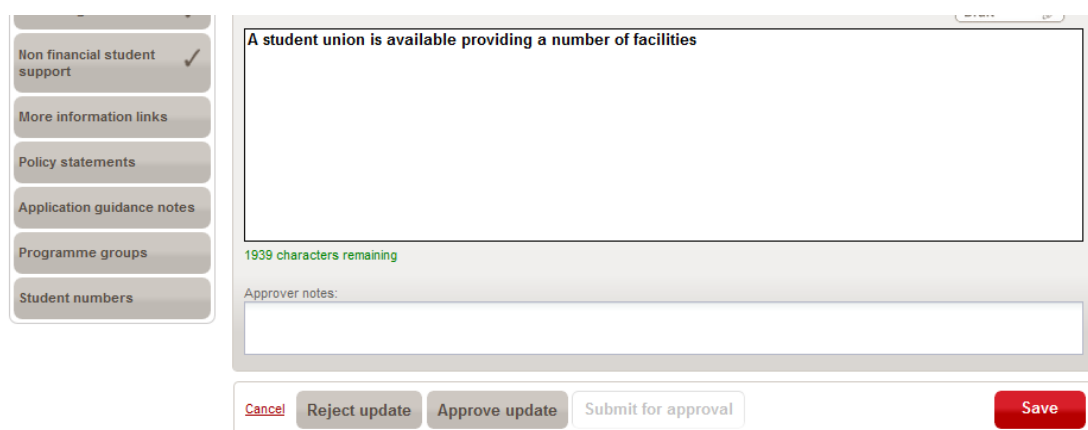 Draft
A student union is available providing a number of facilities
Non financial student
support
More information links
Policy statements
Application guidance notes
Programme groups
Student numbers
1939 characters remaining
Approver notes:
Cancel
Reject update
Approve update
Submit for approval
Save